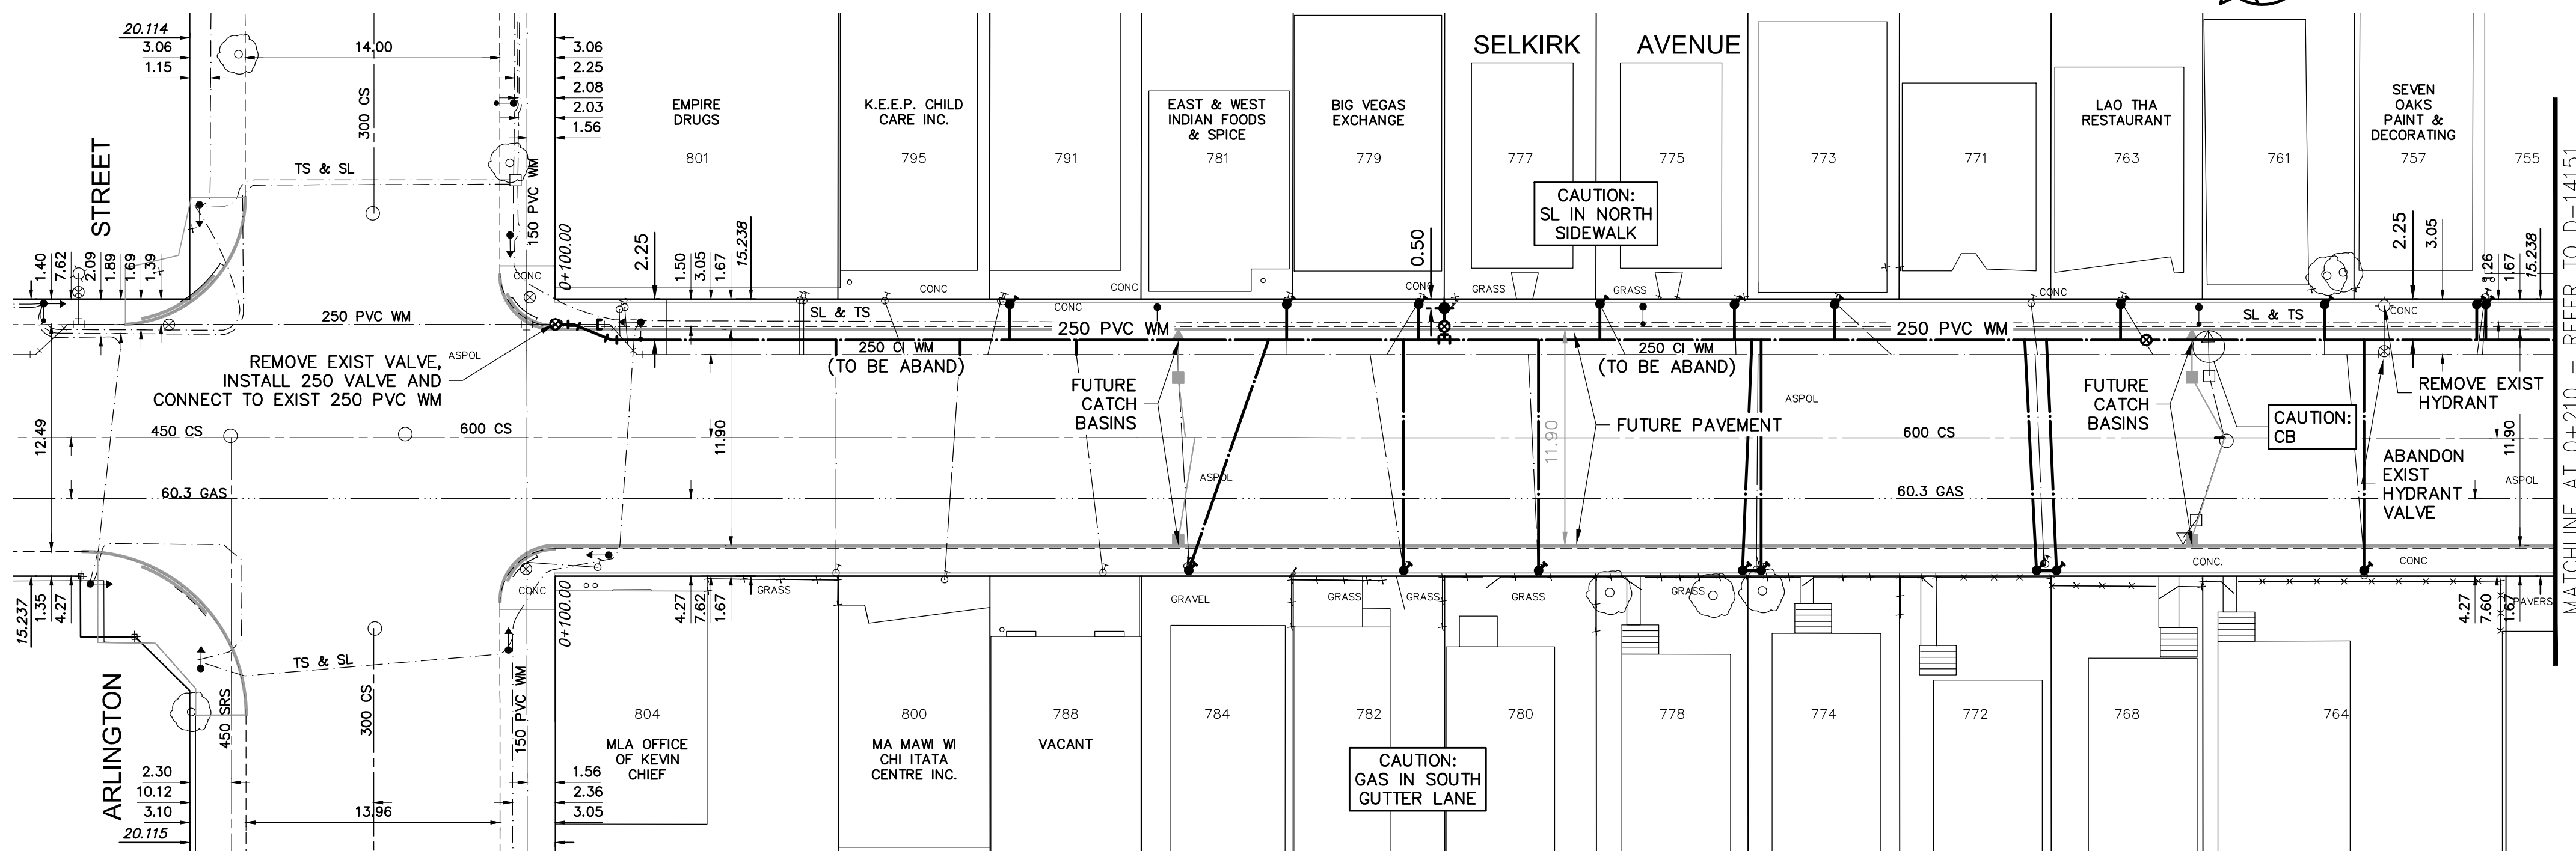 SELKIRK AVENUE
20.114
3.06
1.15
14.00
3.06
2.25
2.08
2.03
1.56
300 CS
TS & SL
150 PVC WM
STREET
EMPIRE
DRUGS
801
K.E.E.P. CHILD
CARE INC.
795
791
EAST & WEST
INDIAN FOODS
& SPICE
781
BIG VEGAS
EXCHANGE
779
777
775
773
771
LAO THA
RESTAURANT
763
761
SEVEN
OAKS
PAINT &
DECORATING
757
755
CAUTION:
SL IN NORTH
SIDEWALK
1.40
7.62
2.09
1.89
1.69
1.39
0+100.00
2.25
1.50
3.05
1.67
15.238
0.50
2.25
3.05
1.26
1.67
15.238
CONC
CONC
CONC
CONC
CONC
GRASS
GRASS
CONC
CONC
250 PVC WM
SL & TS
250 PVC WM
250 PVC WM
SL & TS
ASPOL
250 CI WM
(TO BE ABAND)
250 CI WM
(TO BE ABAND)
REMOVE EXIST VALVE,
INSTALL 250 VALVE AND
CONNECT TO EXIST 250 PVC WM
FUTURE
CATCH
BASINS
FUTURE PAVEMENT
ASPOL
FUTURE
CATCH
BASINS
CAUTION:
CB
REMOVE EXIST
HYDRANT
ABANDON
EXIST
HYDRANT
VALVE
12.49
450 CS
600 CS
11.90
11.90
600 CS
11.90
60.3 GAS
ASPOL
60.3 GAS
ASPOL
MATCHLINE AT 0+210 - REFER TO D-14151
15.237
1.35
4.27
CONC
0+100.00
4.27
7.62
1.67
GRASS
GRAVEL
GRASS
GRASS
GRASS
GRASS
CONC.
CONC
4.27
7.60
1.67
PAVERS
TS & SL
ARLINGTON
450 SRS
300 CS
150 PVC WM
804
MLA OFFICE
OF KEVIN
CHIEF
800
MA MAWI WI
CHI ITATA
CENTRE INC.
788
VACANT
784
782
780
778
774
772
768
764
CAUTION:
GAS IN SOUTH
GUTTER LANE
2.30
10.12
3.10
20.115
13.96
1.56
2.36
3.05